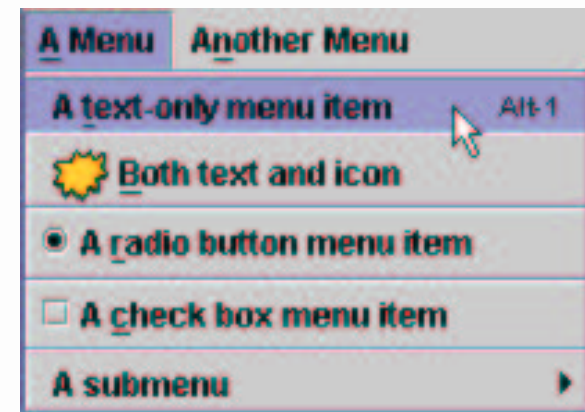 A Menu Another Menu
A text-only menu item Alt-1
Both text and icon
A radio button menu item
A check box menu item
A submenu